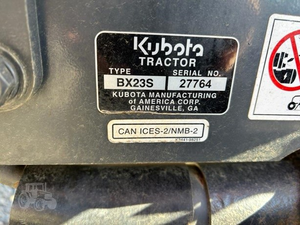 Kubota
TRACTOR
TYPE SERIAL NO.
BX23S 27764
KUBOTA MANUFACTURING
of AMERICA CORP.
GAINESVILLE, GA
CAN ICES-2/NMB-2